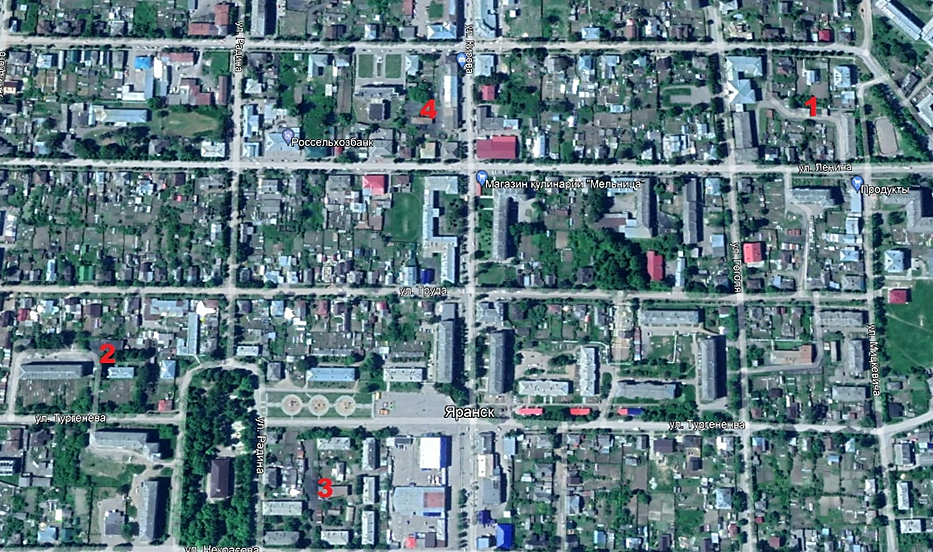 ул. Радина
ул. Кирова
1
4
Россельхозбанк
ул. Ленина
Магазин кулинарии "Мельница"
Продукты
ул. Гоголя
ул. Труда
ул. Мицкевича
2
ул. Тургенева
Яранск
ул. Тургенева
ул. Радина
3
ул. Некрасова